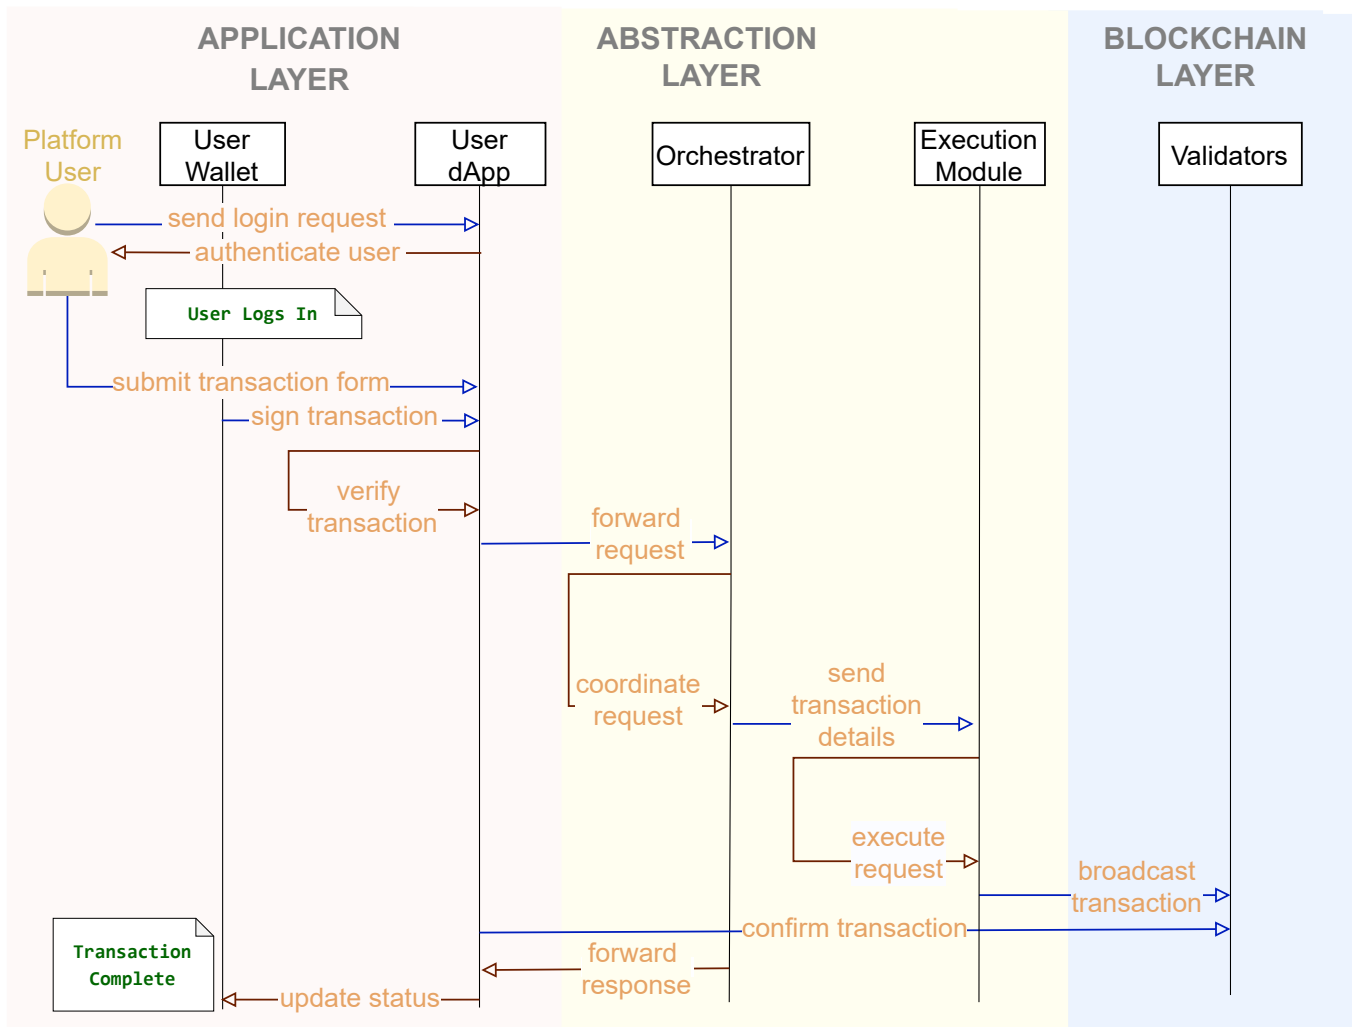 APPLICATION
LAYER
ABSTRACTION
LAYER
BLOCKCHAIN
LAYER
Platform
User
User
Wallet
User
dApp
Orchestrator
Execution
Module
Validators
send login request
authenticate user
User Logs In
submit transaction form
sign transaction
verify
transaction
forward
request
coordinate
request
send
transaction
details
execute
request
broadcast
transaction
confirm transaction
Transaction
Complete
forward
response
update status